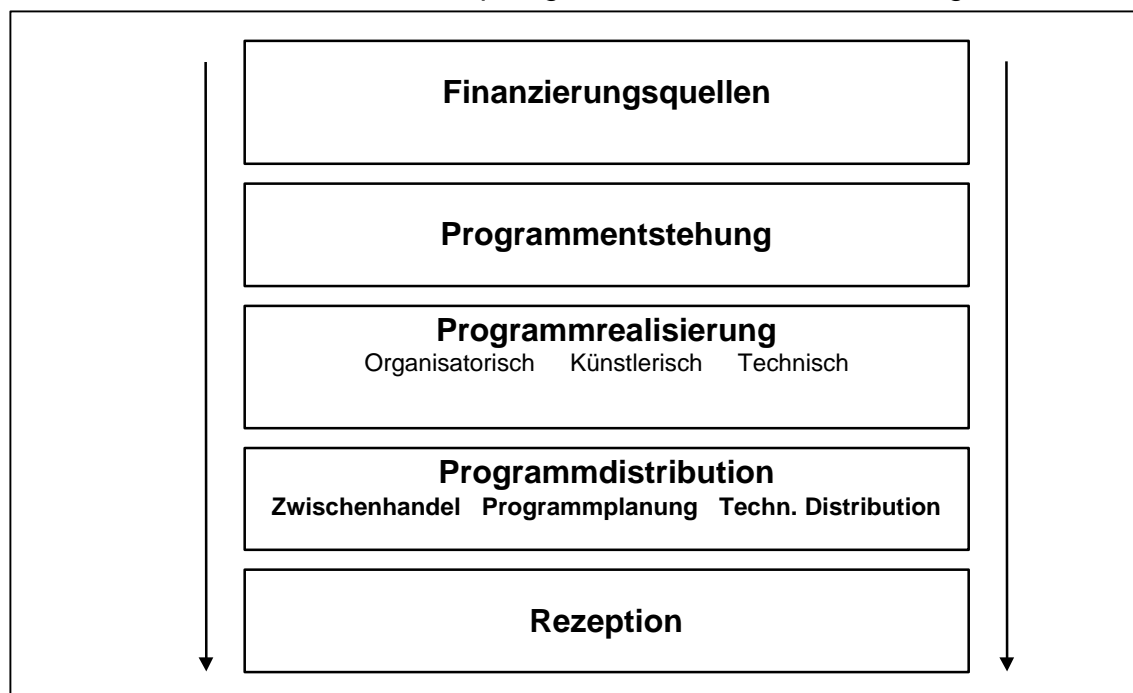 Finanzierungsquellen
Programmentstehung
Programmrealisierung
Organisatorisch Künstlerisch Technisch
Programmdistribution
Zwischenhandel Programmplanung Techn. Distribution
Rezeption